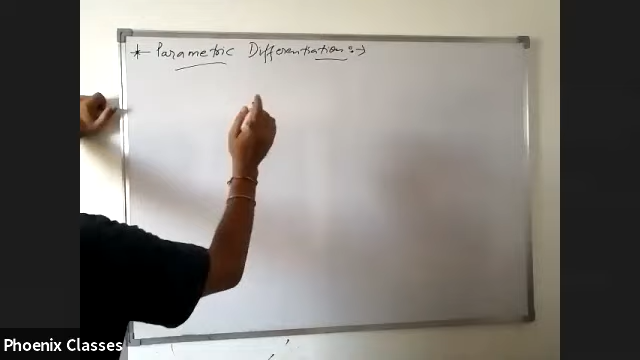 * Parametric Differentiation :->
Phoenix Classes